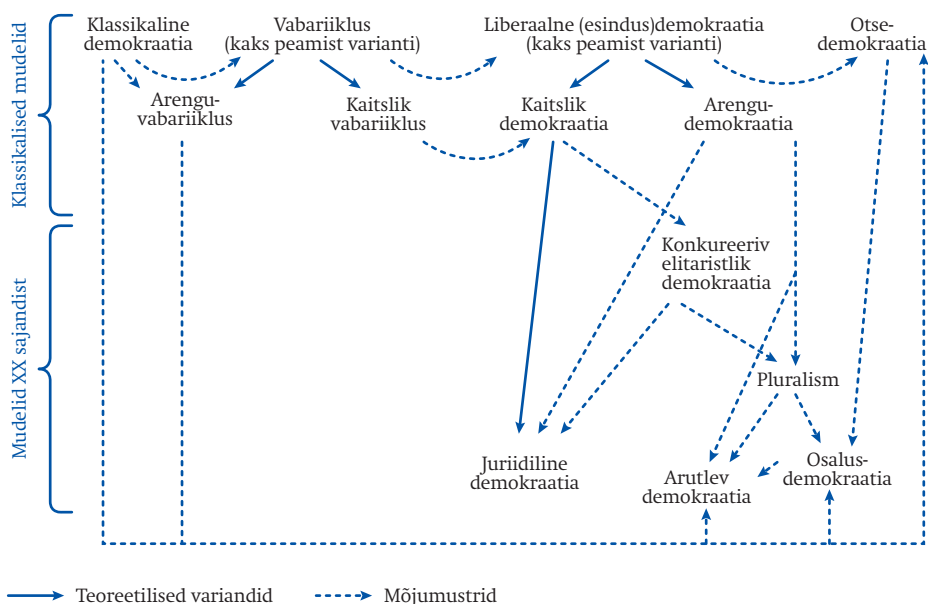 Klassikalised mudelid
Mudelid XX sajandist
Klassikaline
demokraatia
Vabariiklus
(kaks peamist varianti)
Liberaalne (esindus)demokraatia
(kaks peamist varianti)
Otse-
demokraatia
Arengu-
vabariiklus
Kaitslik
vabariiklus
Kaitslik
demokraatia
Arengu-
demokraatia
Konkureeriv
elitaristlik
demokraatia
Pluralism
Juriidiline
demokraatia
Arutlev
demokraatia
Osalus-
demokraatia
Teoreetilised variandid
Mõjumustrid